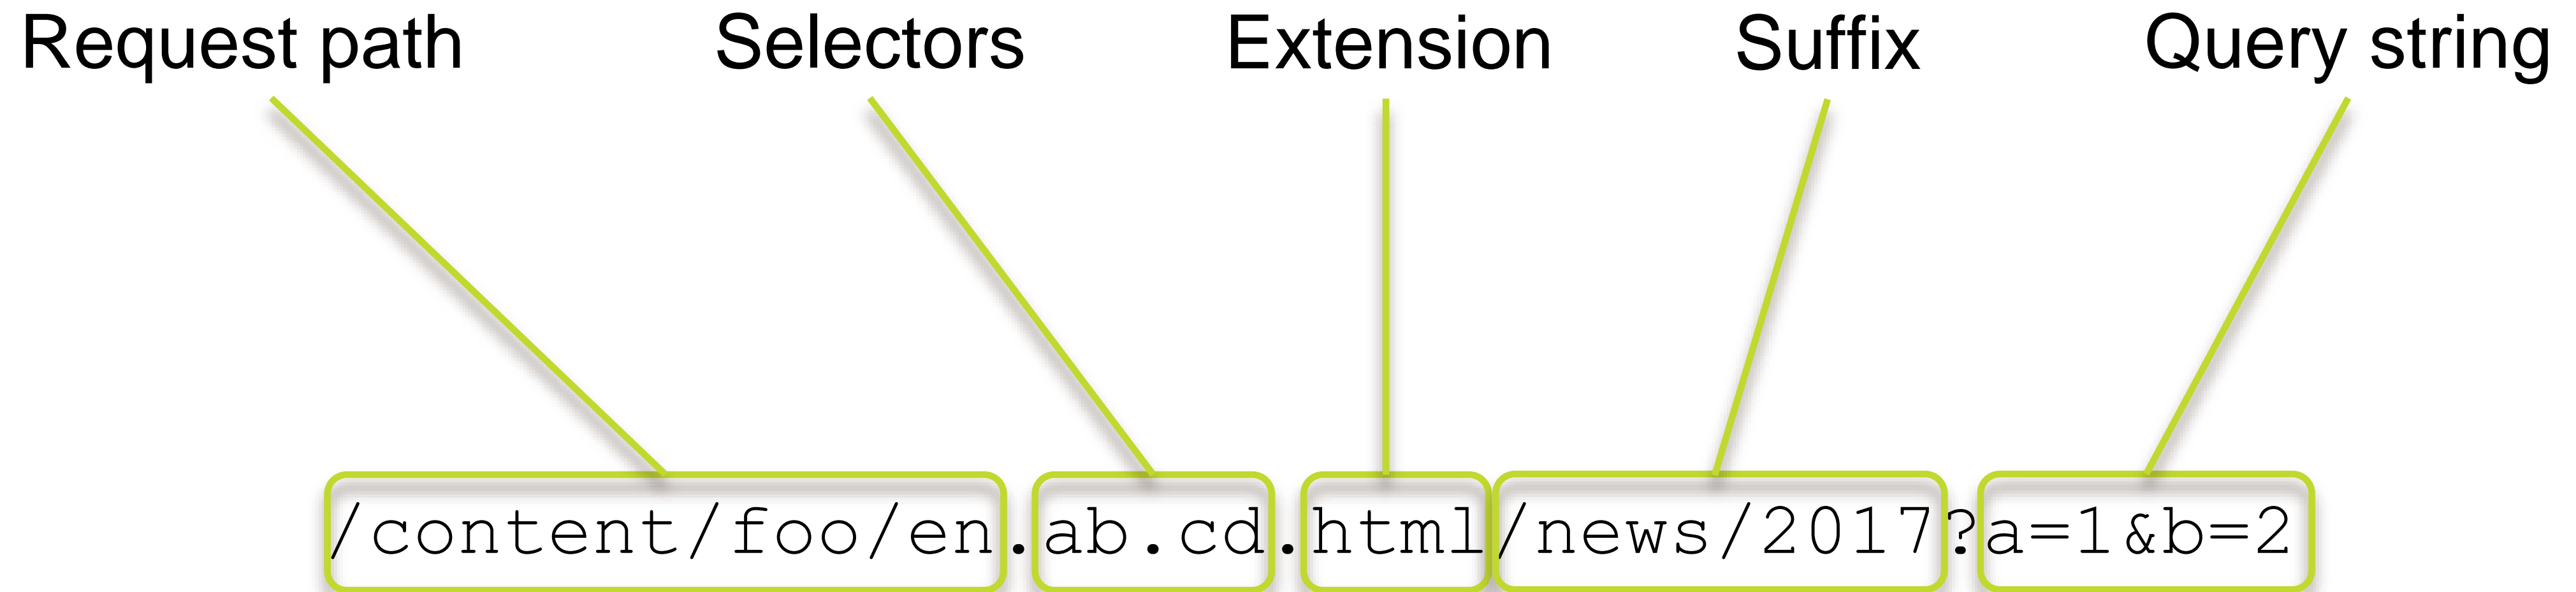 Request path Selectors Extension Suffix Query string
/content/foo/en.ab.cd.html/news/2017?a=1&b=2